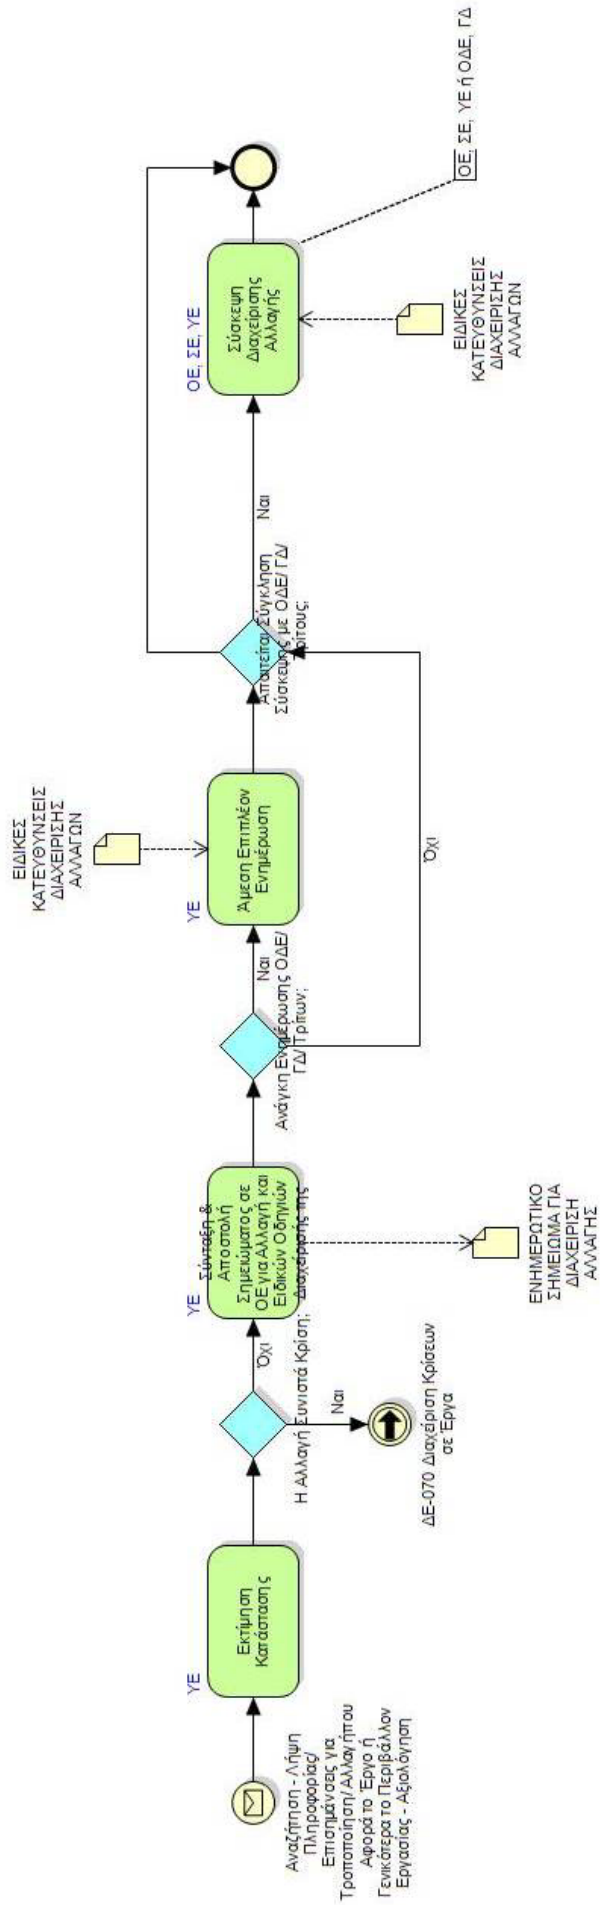 Αναζήτηση - Λήψη
Πληροφορίας/
Επισημάνσεις για
Τροποποίηση/ Αλλαγή που
Αφορά το Έργο ή
Γενικότερα το Περιβάλλον
Εργασίας - Αξιολόγηση
ΥΕ
Εκτίμηση
Κατάστασης
Η Αλλαγή Συνιστά Κρίση;
Ναι
ΔΕ-070 Διαχείριση Κρίσεων
σε Έργα
Όχι
ΥΕ
Σύνταξη &
Αποστολή
Σημειώματος σε
ΟΕ για Αλλαγή και
Ειδικών Οδηγιών
Διαχείρισής της
ΕΝΗΜΕΡΩΤΙΚΟ
ΣΗΜΕΙΩΜΑ ΓΙΑ
ΔΙΑΧΕΙΡΙΣΗ
ΑΛΛΑΓΗΣ
Ανάγκη Ενημέρωσης ΟΔΕ/
ΓΔ/ Τρίτων;
Ναι
Όχι
ΥΕ
Άμεση Επιπλέον
Ενημέρωση
ΕΙΔΙΚΕΣ
ΚΑΤΕΥΘΥΝΣΕΙΣ
ΔΙΑΧΕΙΡΙΣΗΣ
ΑΛΛΑΓΩΝ
Απαιτείται Σύγκληση
Σύσκεψης με ΟΔΕ/ ΓΔ/
Τρίτους;
Ναι
ΟΕ, ΣΕ, ΥΕ
Σύσκεψη
Διαχείρισης
Αλλαγής
ΕΙΔΙΚΕΣ
ΚΑΤΕΥΘΥΝΣΕΙΣ
ΔΙΑΧΕΙΡΙΣΗΣ
ΑΛΛΑΓΩΝ
ΟΕ, ΣΕ, ΥΕ ή ΟΔΕ, ΓΔ